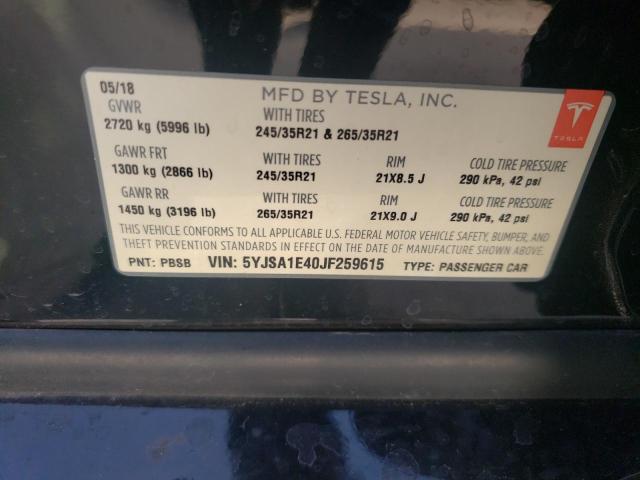 05/18 MFD BY TESLA, INC.
GVWR WITH TIRES
2720 kg (5996 lb) 245/35R21 & 265/35R21
GAWR FRT WITH TIRES RIM COLD TIRE PRESSURE
1300 kg (2866 lb) 245/35R21 21X8.5 J 290 kPa, 42 psi
GAWR RR WITH TIRES RIM COLD TIRE PRESSURE
1450 kg (3196 lb) 265/35R21 21X9.0 J 290 kPa, 42 psi
THIS VEHICLE CONFORMS TO ALL APPLICABLE U.S. FEDERAL MOTOR VEHICLE SAFETY, BUMPER, AND
THEFT PREVENTION STANDARDS IN EFFECT ON THE DATE OF MANUFACTURE SHOWN ABOVE.
PNT: PBSB VIN: 5YJSA1E40JF259615 TYPE: PASSENGER CAR
TESLA